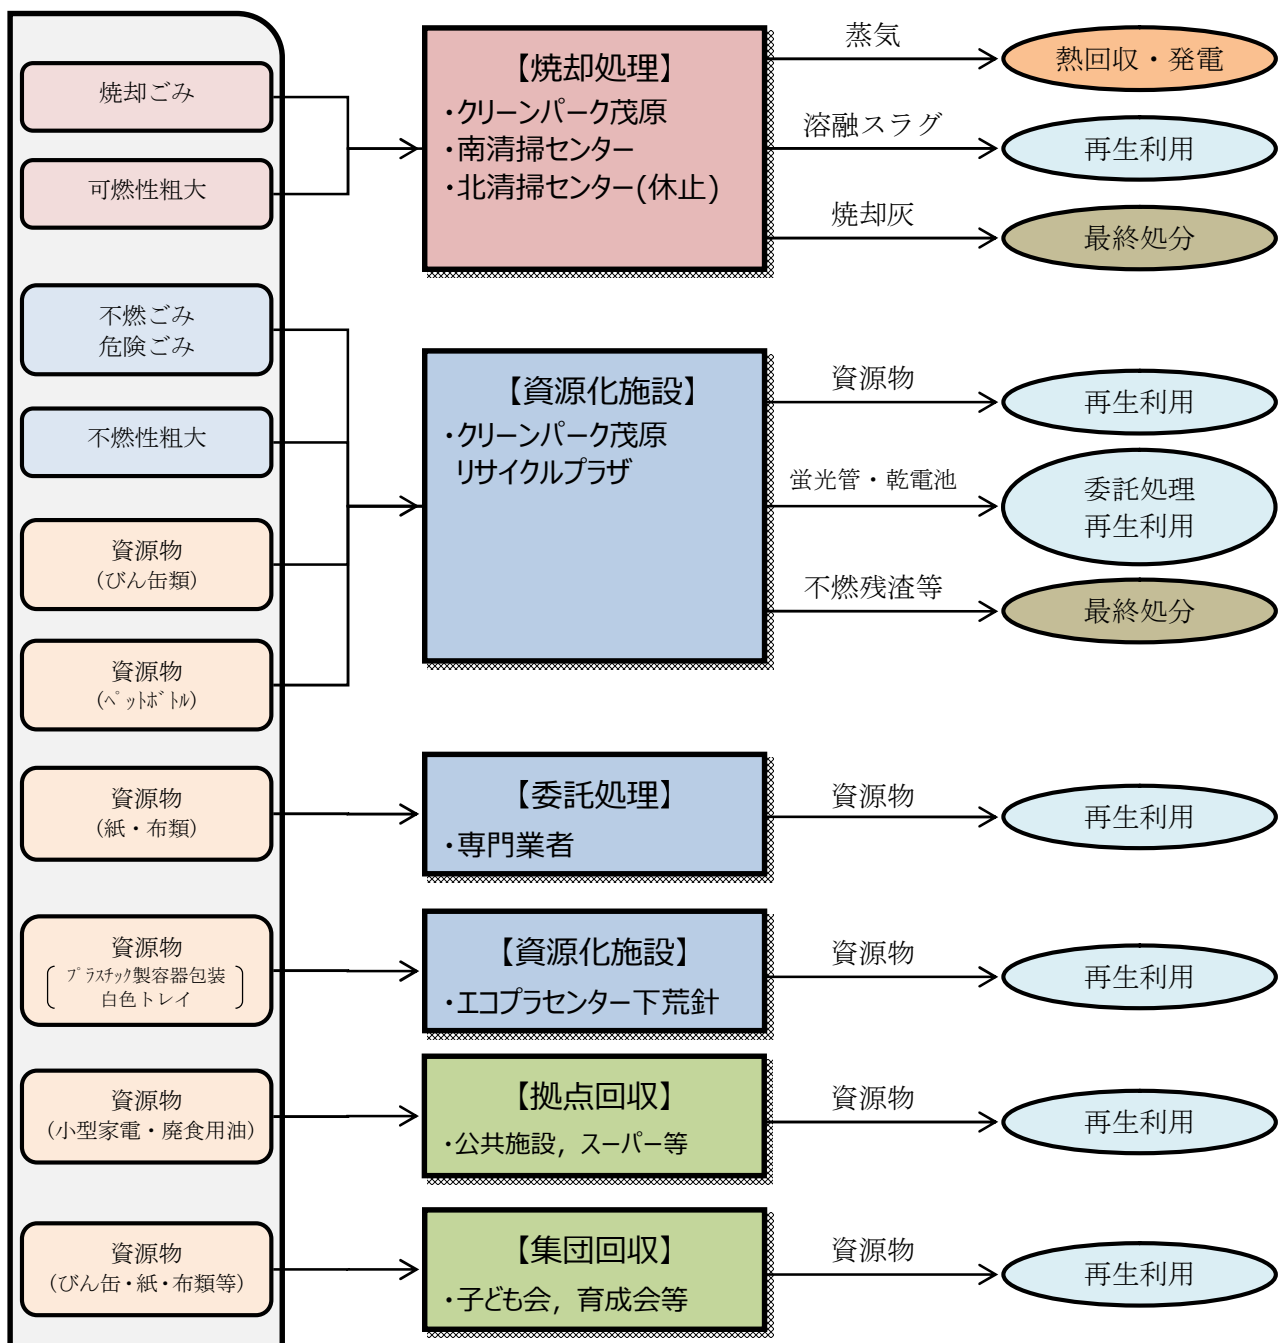 焼却ごみ
可燃性粗大
【焼却処理】
・クリーンパーク茂原
・南清掃センター
・北清掃センター(休止)
蒸気
熱回収・発電
溶融スラグ
再生利用
焼却灰
最終処分
不燃ごみ
危険ごみ
不燃性粗大
資源物
(びん缶類)
資源物
(ﾍﾟｯﾄﾎﾞﾄﾙ)
【資源化施設】
・クリーンパーク茂原
リサイクルプラザ
資源物
再生利用
蛍光管・乾電池
委託処理
再生利用
不燃残渣等
最終処分
資源物
(紙・布類)
【委託処理】
・専門業者
資源物
再生利用
資源物
ﾌﾟﾗｽﾁｯｸ製容器包装
白色トレイ
【資源化施設】
・エコプラセンター下荒針
資源物
再生利用
資源物
(小型家電・廃食用油)
【拠点回収】
・公共施設，スーパー等
資源物
再生利用
資源物
(びん缶・紙・布類等)
【集団回収】
・子ども会，育成会等
資源物
再生利用